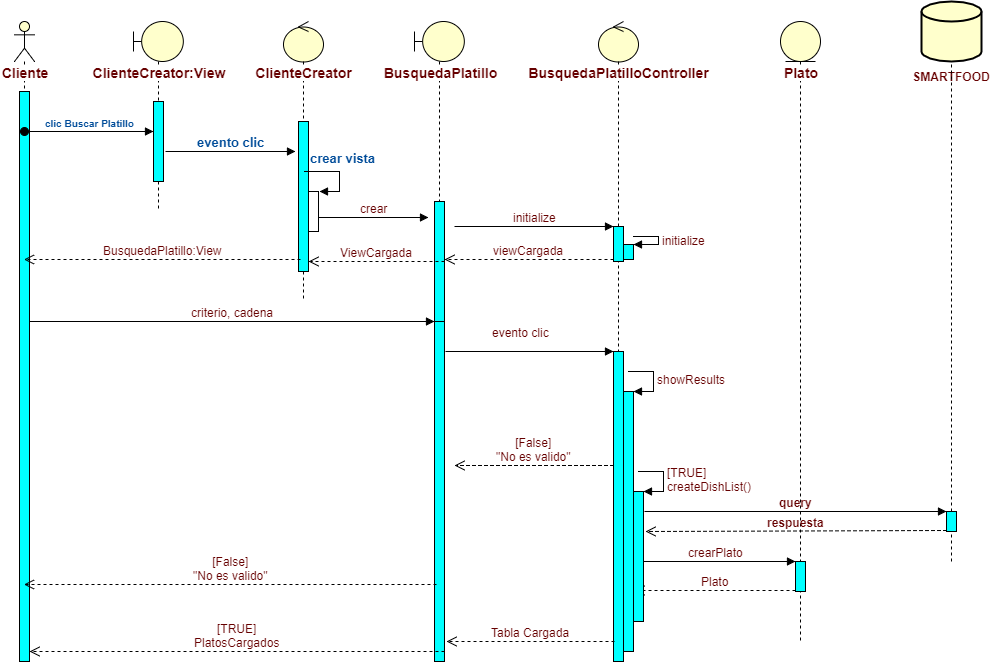 Cliente
ClienteCreator:View
ClienteCreator
BusquedaPlatillo
BusquedaPlatilloController
Plato
SMARTFOOD
clic Buscar Platillo
evento clic
crear vista
crear
initialize
initialize
BusquedaPlatillo:View
ViewCargada
viewCargada
criterio, cadena
evento clic
showResults
[False]
"No es valido"
[TRUE]
createDishList()
query
respuesta
crearPlato
[False]
"No es valido"
Plato
[TRUE]
PlatosCargados
Tabla Cargada